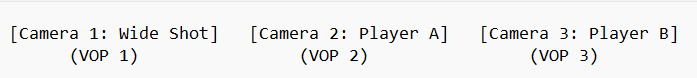 [Camera 1: Wide Shot] [Camera 2: Player A] [Camera 3: Player B]
(VOP 1) (VOP 2) (VOP 3)